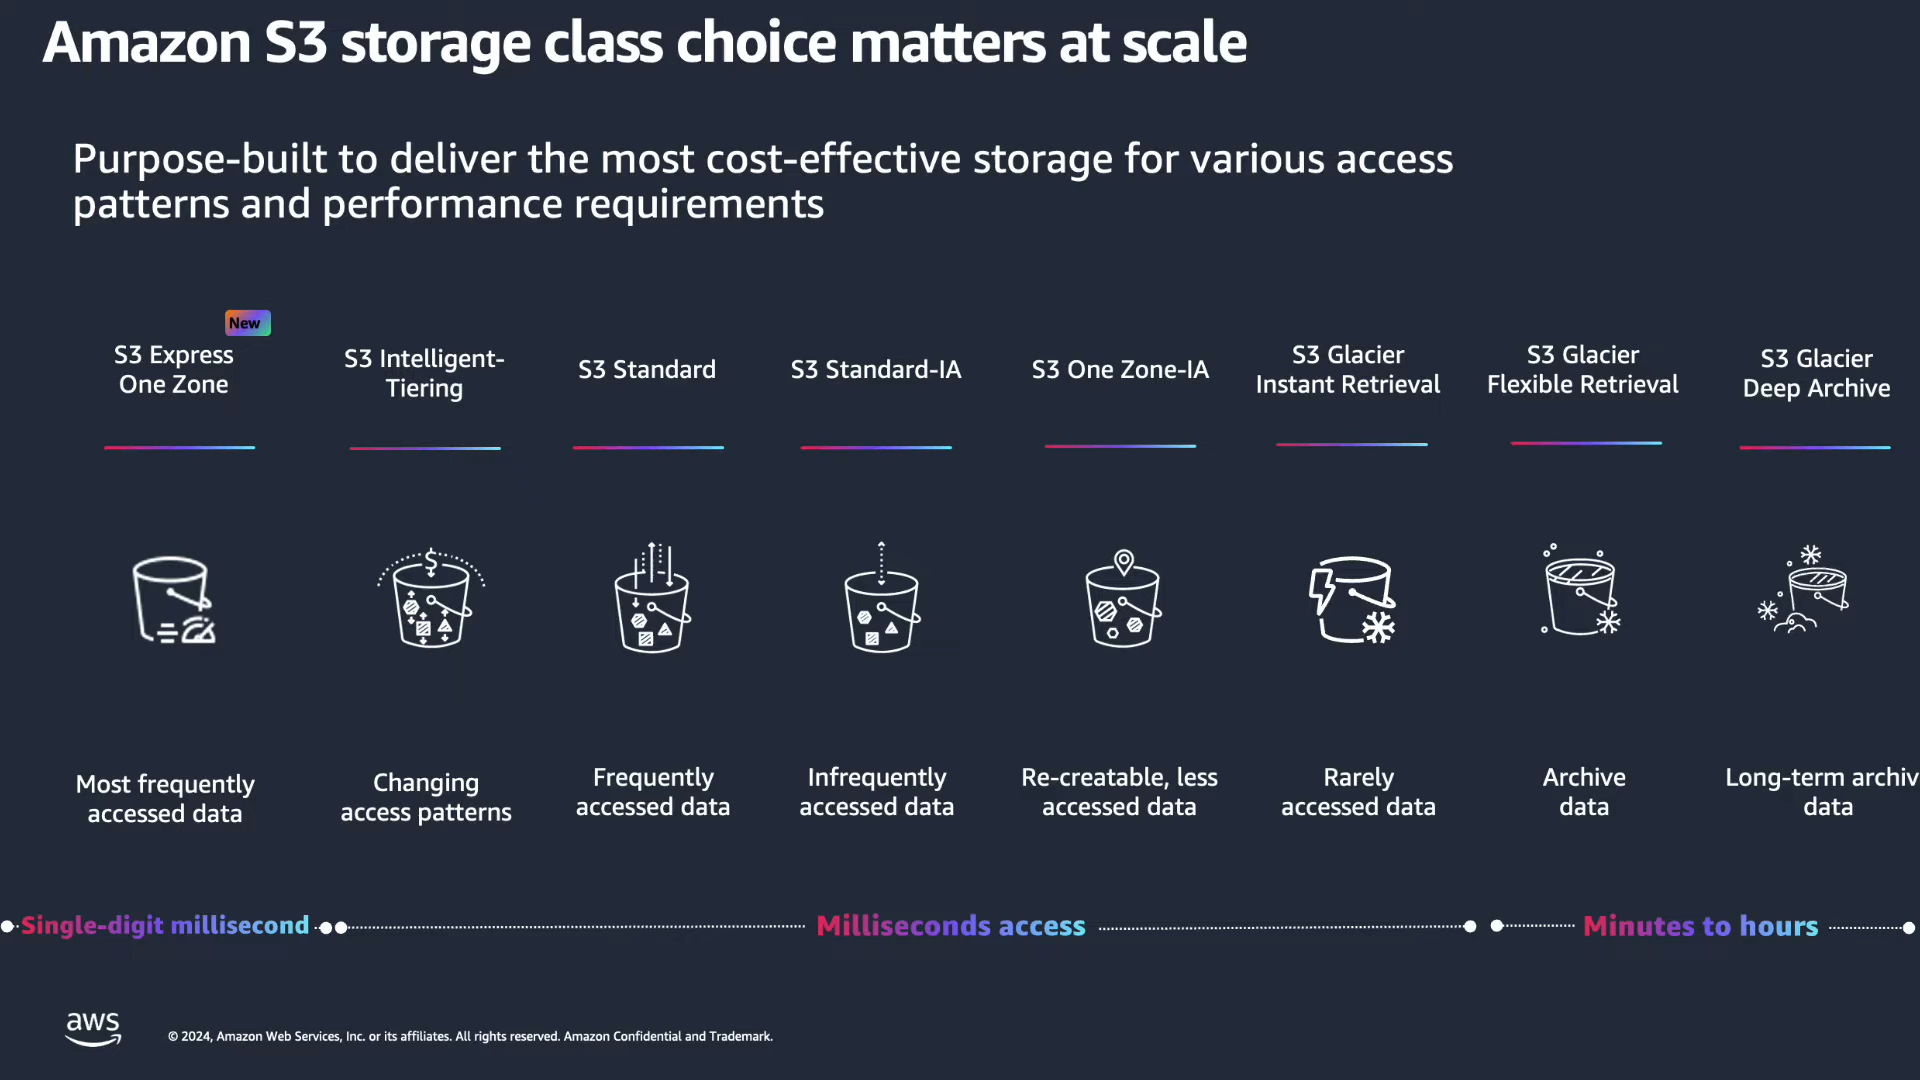 Amazon S3 storage class choice matters at scale
Purpose-built to deliver the most cost-effective storage for various access
patterns and performance requirements
New
S3 Express
One Zone
S3 Intelligent-
Tiering
S3 Standard
S3 Standard-IA
S3 One Zone-IA
S3 Glacier
Instant Retrieval
S3 Glacier
Flexible Retrieval
S3 Glacier
Deep Archive
$
Most frequently
accessed data
Changing
access patterns
Frequently
accessed data
Infrequently
accessed data
Re-creatable, less
accessed data
Rarely
accessed data
Archive
data
Long-term archiv
data
Single-digit millisecond
Milliseconds access
Minutes to hours
aws
© 2024, Amazon Web Services, Inc. or its affiliates. All rights reserved. Amazon Confidential and Trademark.